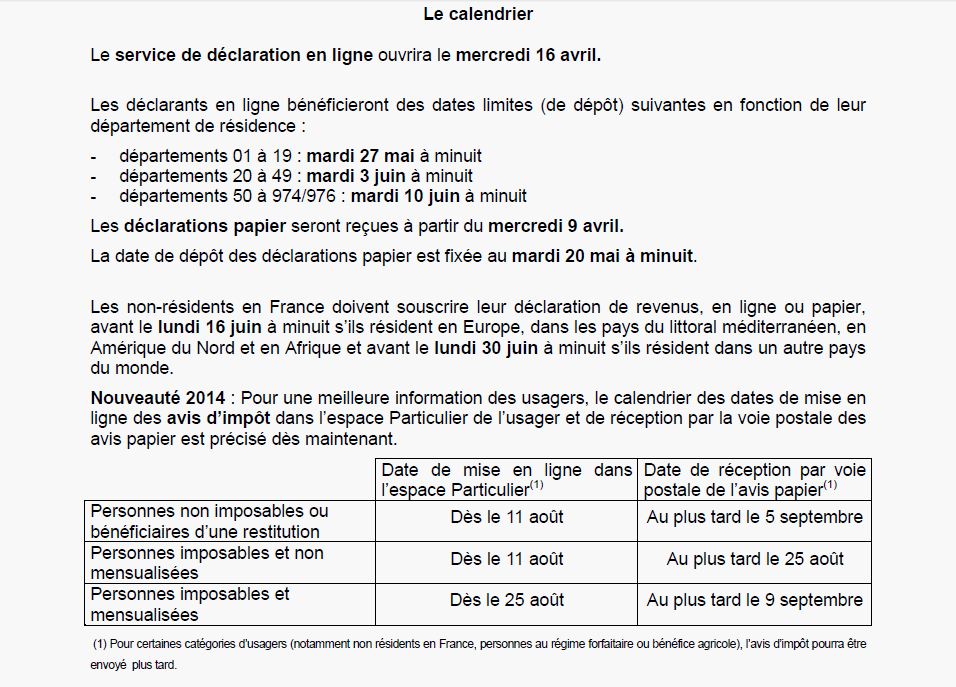 Le calendrier
Le service de déclaration en ligne ouvrira le mercredi 16 avril.
Les déclarants en ligne bénéficieront des dates limites (de dépôt) suivantes en fonction de leur
département de résidence :
- départements 01 à 19 : mardi 27 mai à minuit
- départements 20 à 49 : mardi 3 juin à minuit
- départements 50 à 974/976 : mardi 10 juin à minuit
Les déclarations papier seront reçues à partir du mercredi 9 avril.
La date de dépôt des déclarations papier est fixée au mardi 20 mai à minuit.
Les non-résidents en France doivent souscrire leur déclaration de revenus, en ligne ou papier,
avant le lundi 16 juin à minuit s'ils résident en Europe, dans les pays du littoral méditerranéen, en
Amérique du Nord et en Afrique et avant le lundi 30 juin à minuit s'ils résident dans un autre pays
du monde.
Nouveauté 2014 : Pour une meilleure information des usagers, le calendrier des dates de mise en
ligne des avis d'impôt dans l'espace Particulier de l'usager et de réception par la voie postale des
avis papier est précisé dès maintenant.
Date de mise en ligne dans
l'espace Particulier(1)
Date de réception par voie
postale de l'avis papier(1)
Personnes non imposables ou
bénéficiaires d'une restitution
Dès le 11 août
Au plus tard le 5 septembre
Personnes imposables et non
mensualisées
Dès le 11 août
Au plus tard le 25 août
Personnes imposables et
mensualisées
Dès le 25 août
Au plus tard le 9 septembre
(1) Pour certaines catégories d'usagers (notamment non résidents en France, personnes au régime forfaitaire ou bénéfice agricole), l'avis d'impôt pourra être
envoyé plus tard.